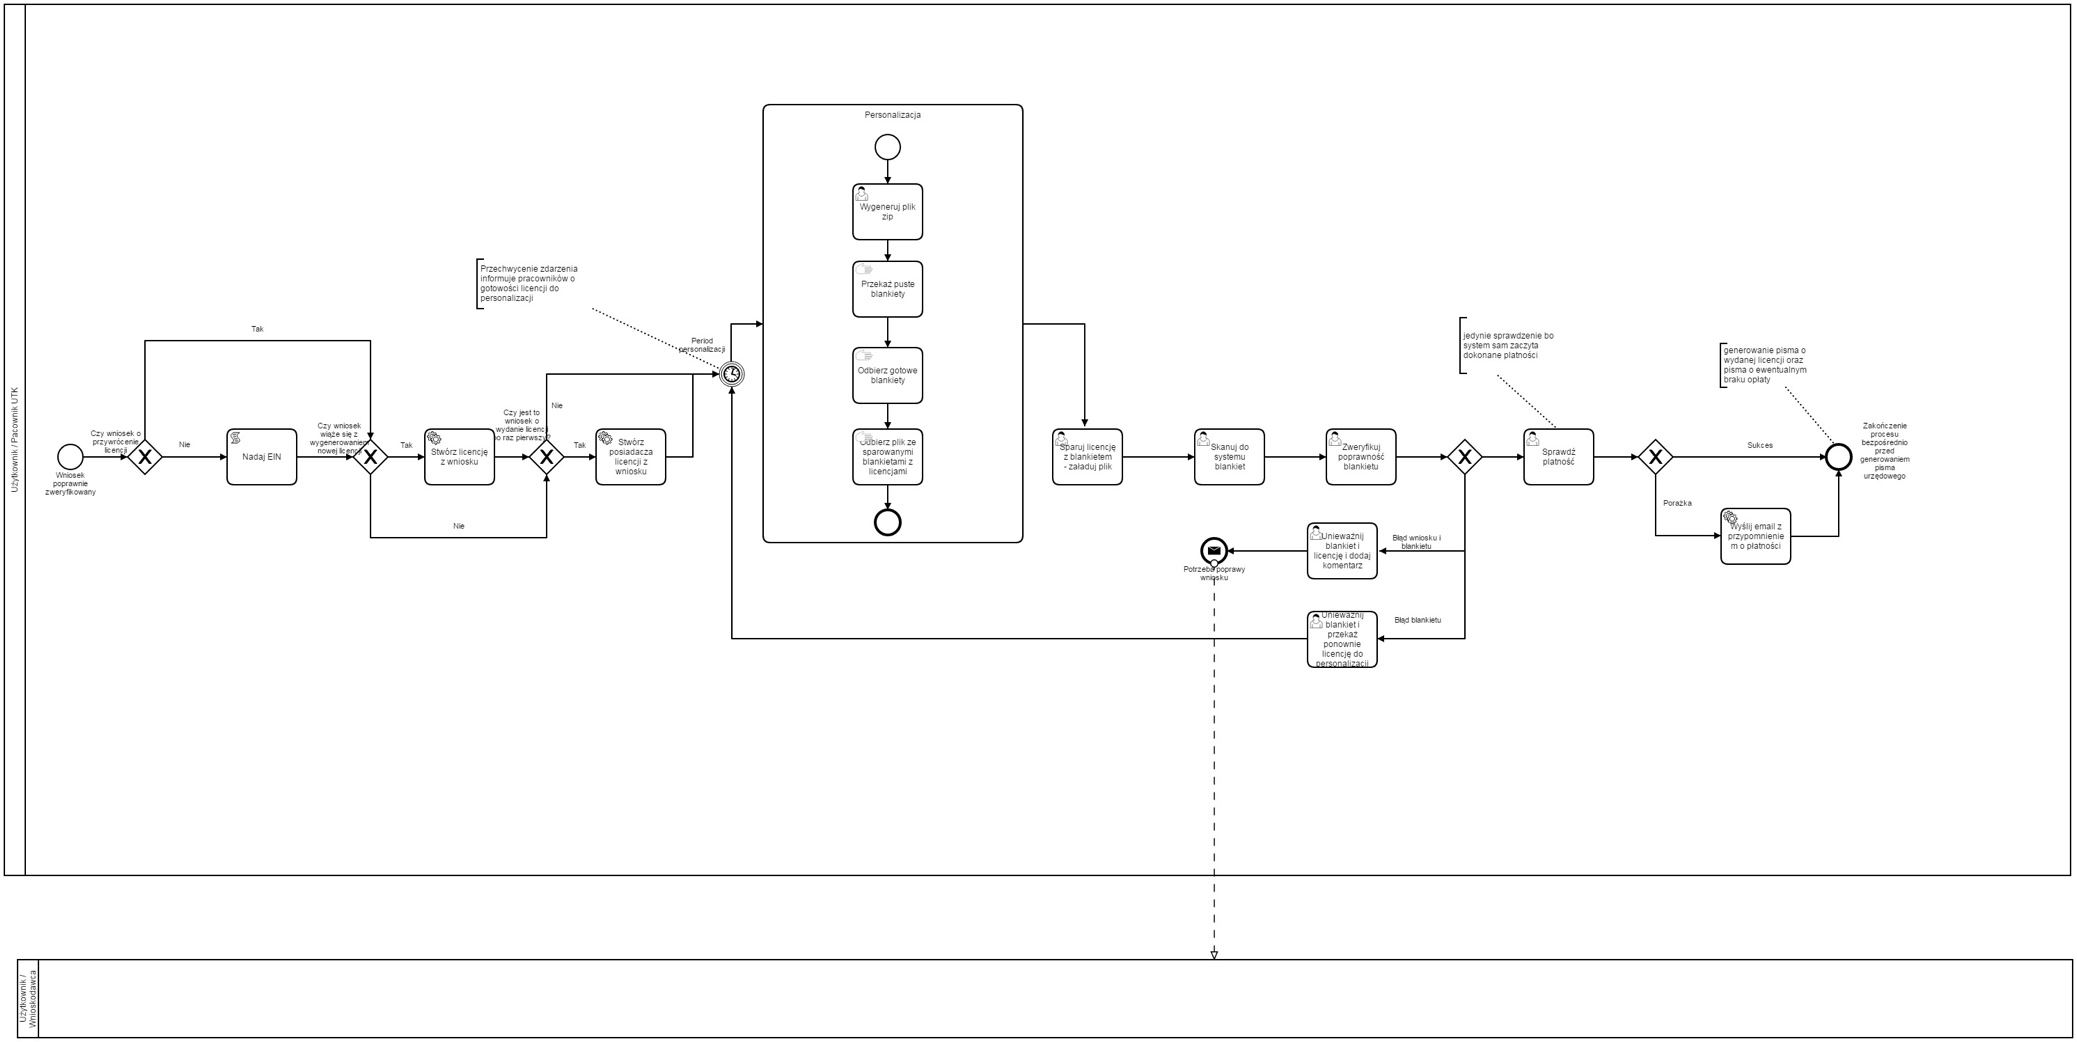 Użytkownik / Pacownik UTK
Wniosek
poprawnie
zweryfikowany
Czy wniosek o
przywrócenie
licencji
Tak
Nie
Nadaj EIN
Czy wniosek
wiąże się z
wygenerowaniem
nowej licencji
Tak
Nie
Stwórz licencję
z wniosku
Czy jest to
wniosek o
wydanie licencji
po raz pierwszy?
Nie
Tak
Stwórz
posiadacza
licencji z
wniosku
Przechwycenie zdarzenia
informuje pracowników o
gotowości licencji do
personalizacji
Period
personalizacji
Personalizacja
Wygeneruj plik
zip
Przekaż puste
blankiety
Odbierz gotowe
blankiety
Odbierz plik ze
sparowanymi
blankietami z
licencjami
Sparuj licencję
z blankietem
- załaduj plik
Skanuj do
systemu
blankiet
Zweryfikuj
poprawność
blankietu
Błąd wniosku i
blankietu
Unieważnij
blankiet i
licencję i dodaj
komentarz
Potrzeba poprawy
wniosku
Błąd blankietu
Unieważnij
blankiet i
przekaż
ponownie
licencję do
personalizacji
jedynie sprawdzenie bo
system sam zaczyta
dokonane płatności
Sprawdź
płatność
Sukces
Porażka
Wyślij email z
przypomnienie
m o płatności
generowanie pisma o
wydanej licencji oraz
pisma o ewentualnym
braku opłaty
Zakończenie
procesu
bezpośrednio
przed
generowaniem
pisma
urzędowego
Użytkownik /
Wnioskodawca